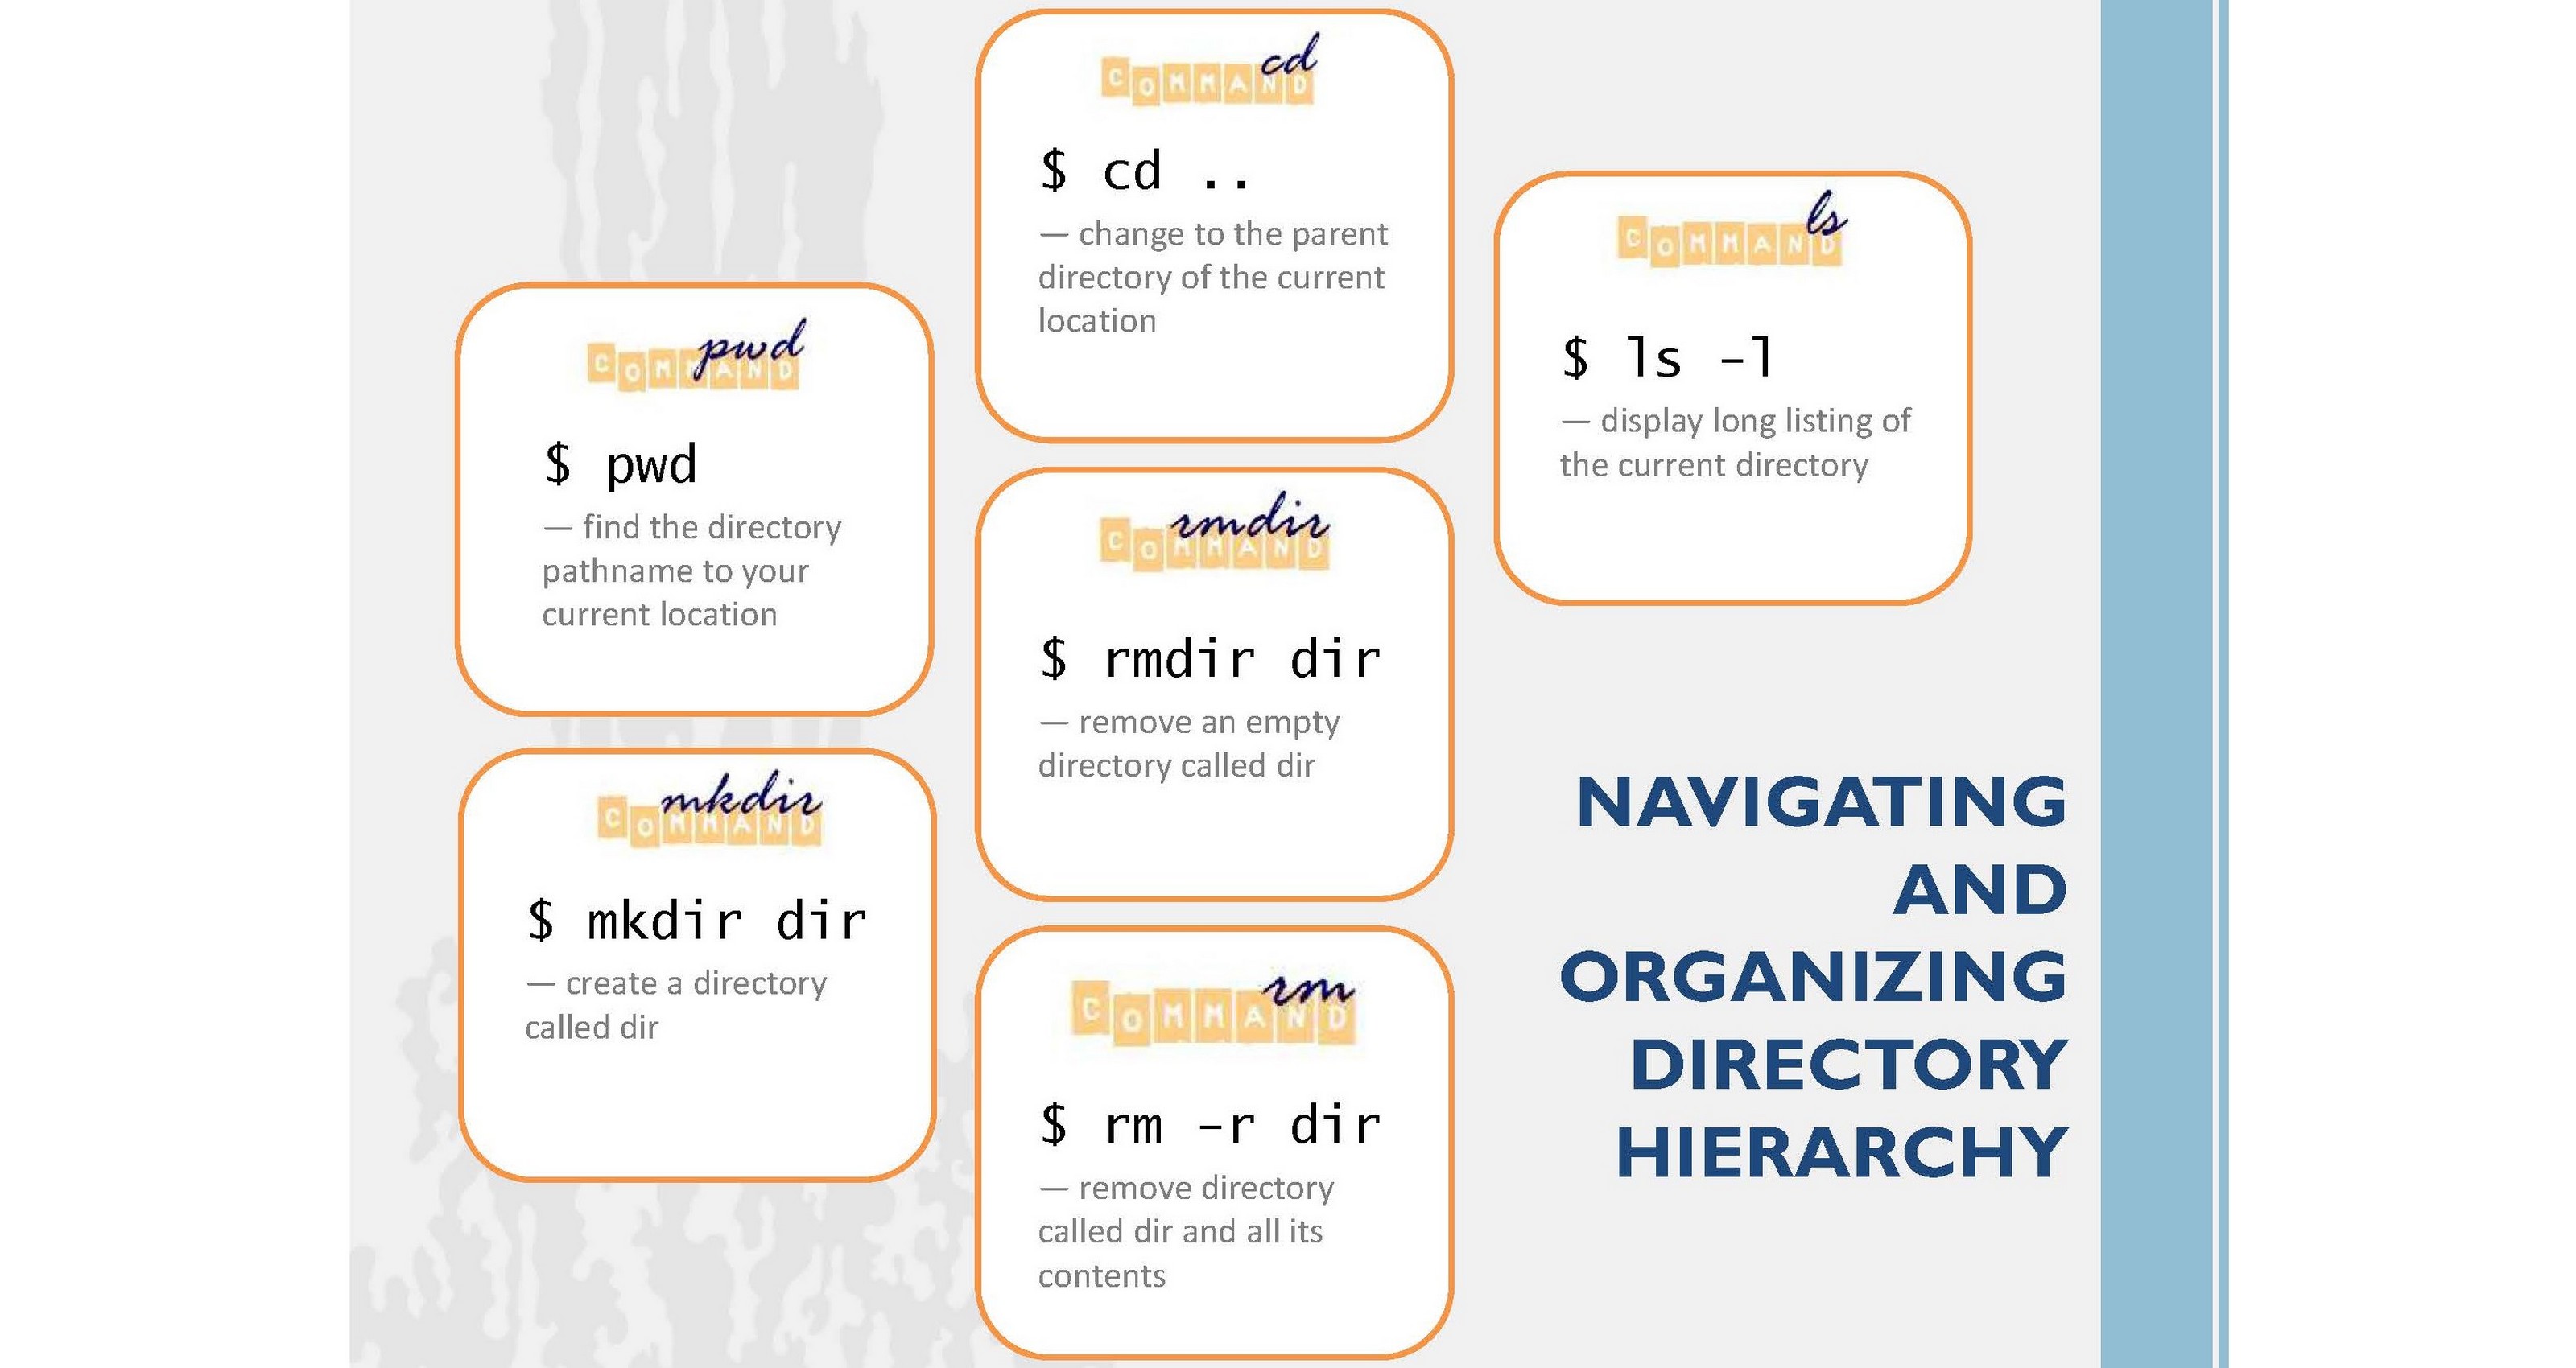 COMMAND cd
$ cd ..
— change to the parent
directory of the current
location
COMMAND ls
$ ls -l
— display long listing of
the current directory
COMMAND pwd
$ pwd
— find the directory
pathname to your
current location
COMMAND rmdir
$ rmdir dir
— remove an empty
directory called dir
COMMAND mkdir
$ mkdir dir
— create a directory
called dir
COMMAND rm
$ rm -r dir
— remove directory
called dir and all its
contents
NAVIGATING
AND
ORGANIZING
DIRECTORY
HIERARCHY